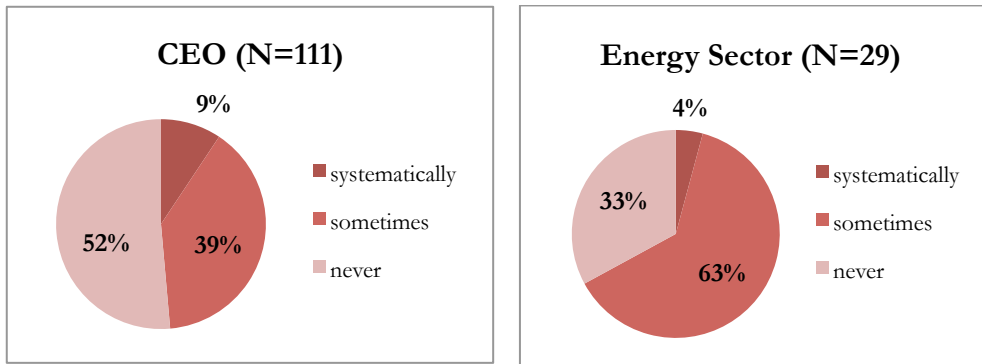 CEO (N=111)
9%
52%
39%
systematically
sometimes
never
Energy Sector (N=29)
4%
33%
63%
systematically
sometimes
never